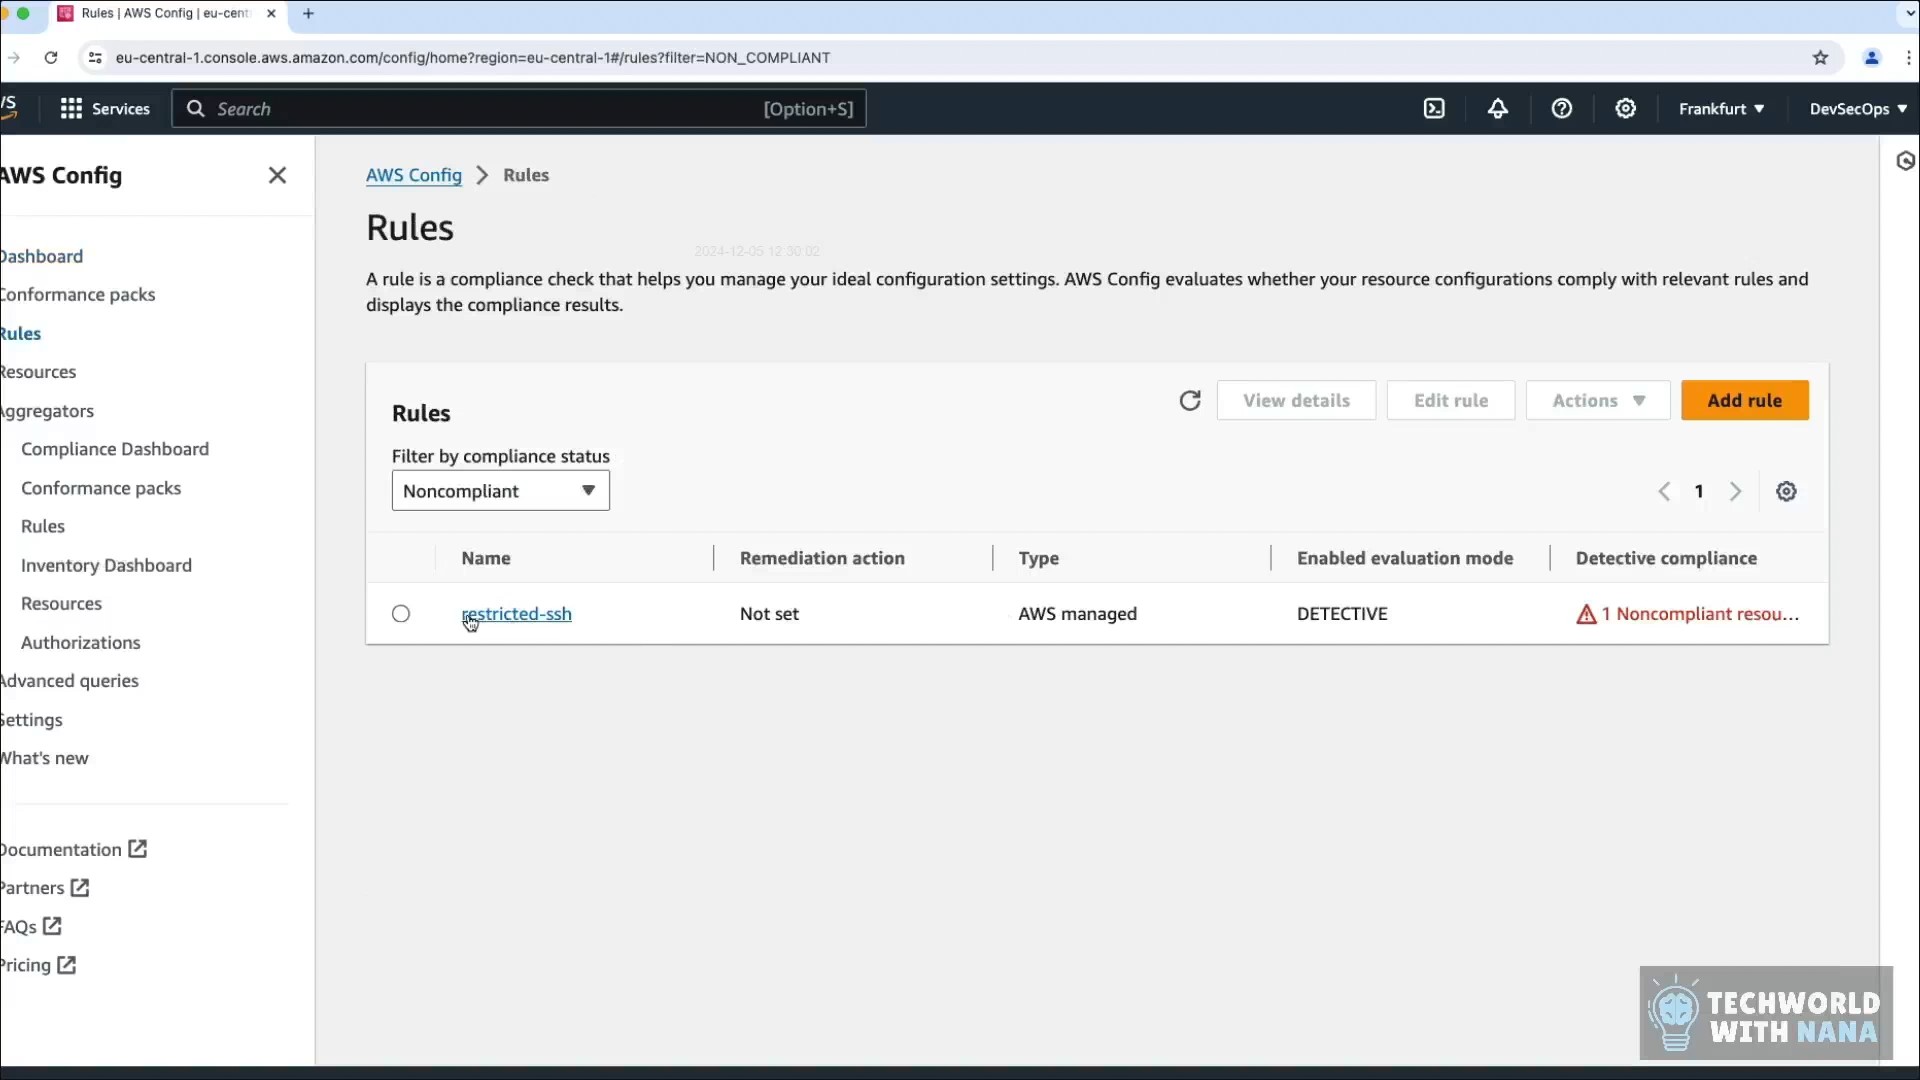 Rules | AWS Config | eu-cent
eu-central-1.console.aws.amazon.com/config/home?region=eu-central-1#/rules?filter=NON_COMPLIANT
Services
Search
[Option+S]
Frankfurt
DevSecOps
AWS Config
Dashboard
Conformance packs
Rules
Resources
Aggregators
Compliance Dashboard
Conformance packs
Rules
Inventory Dashboard
Resources
Authorizations
Advanced queries
Settings
What's new
Documentation
Partners
FAQs
Pricing
AWS Config > Rules
Rules
2024-12-05 12 30 02
A rule is a compliance check that helps you manage your ideal configuration settings. AWS Config evaluates whether your resource configurations comply with relevant rules and
displays the compliance results.
Rules
View details
Edit rule
Actions
Add rule
Filter by compliance status
Noncompliant
1
Name Remediation action Type Enabled evaluation mode Detective compliance
restricted-ssh Not set AWS managed DETECTIVE 1 Noncompliant resou...
TECHWORLD
WITH NANA